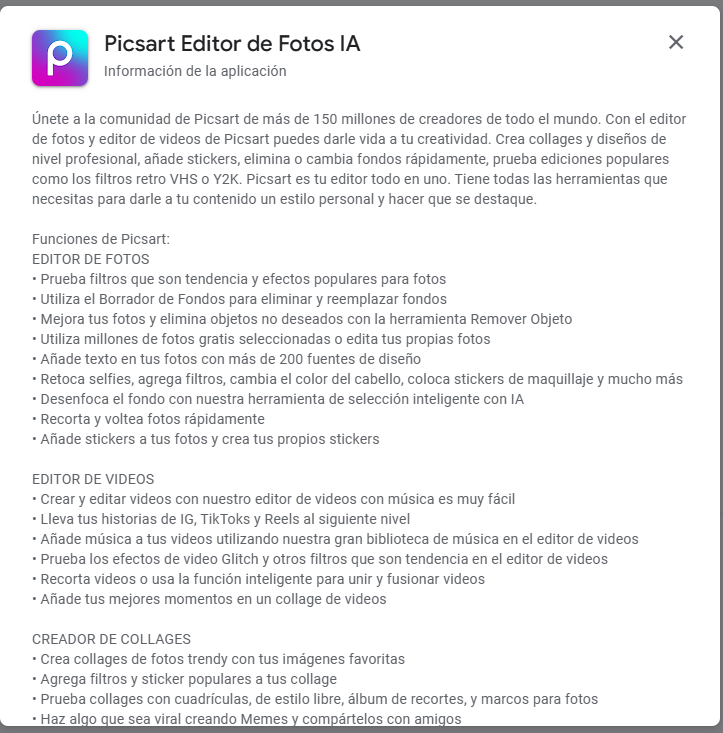 Picsart Editor de Fotos IA
Información de la aplicación
Únete a la comunidad de Picsart de más de 150 millones de creadores de todo el mundo. Con el editor
de fotos y editor de videos de Picsart puedes darle vida a tu creatividad. Crea collages y diseños de
nivel profesional, añade stickers, elimina o cambia fondos rápidamente, prueba ediciones populares
como los filtros retro VHS o Y2K. Picsart es tu editor todo en uno. Tiene todas las herramientas que
necesitas para darle a tu contenido un estilo personal y hacer que se destaque.
Funciones de Picsart:
EDITOR DE FOTOS
• Prueba filtros que son tendencia y efectos populares para fotos
• Utiliza el Borrador de Fondos para eliminar y reemplazar fondos
• Mejora tus fotos y elimina objetos no deseados con la herramienta Remover Objeto
• Utiliza millones de fotos gratis seleccionadas o edita tus propias fotos
• Añade texto en tus fotos con más de 200 fuentes de diseño
• Retoca selfies, agrega filtros, cambia el color del cabello, coloca stickers de maquillaje y mucho más
• Desenfoca el fondo con nuestra herramienta de selección inteligente con IA
• Recorta y voltea fotos rápidamente
• Añade stickers a tus fotos y crea tus propios stickers
EDITOR DE VIDEOS
• Crear y editar videos con nuestro editor de videos con música es muy fácil
• Lleva tus historias de IG, TikToks y Reels al siguiente nivel
• Añade música a tus videos utilizando nuestra gran biblioteca de música en el editor de videos
• Prueba los efectos de video Glitch y otros filtros que son tendencia en el editor de videos
• Recorta videos o usa la función inteligente para unir y fusionar videos
• Añade tus mejores momentos en un collage de videos
CREADOR DE COLLAGES
• Crea collages de fotos trendy con tus imágenes favoritas
• Agrega filtros y sticker populares a tus collage
• Prueba collages con cuadrículas, de estilo libre, álbum de recortes, y marcos para fotos
• Haz algo que sea viral creando Memes y compártelos con amigos